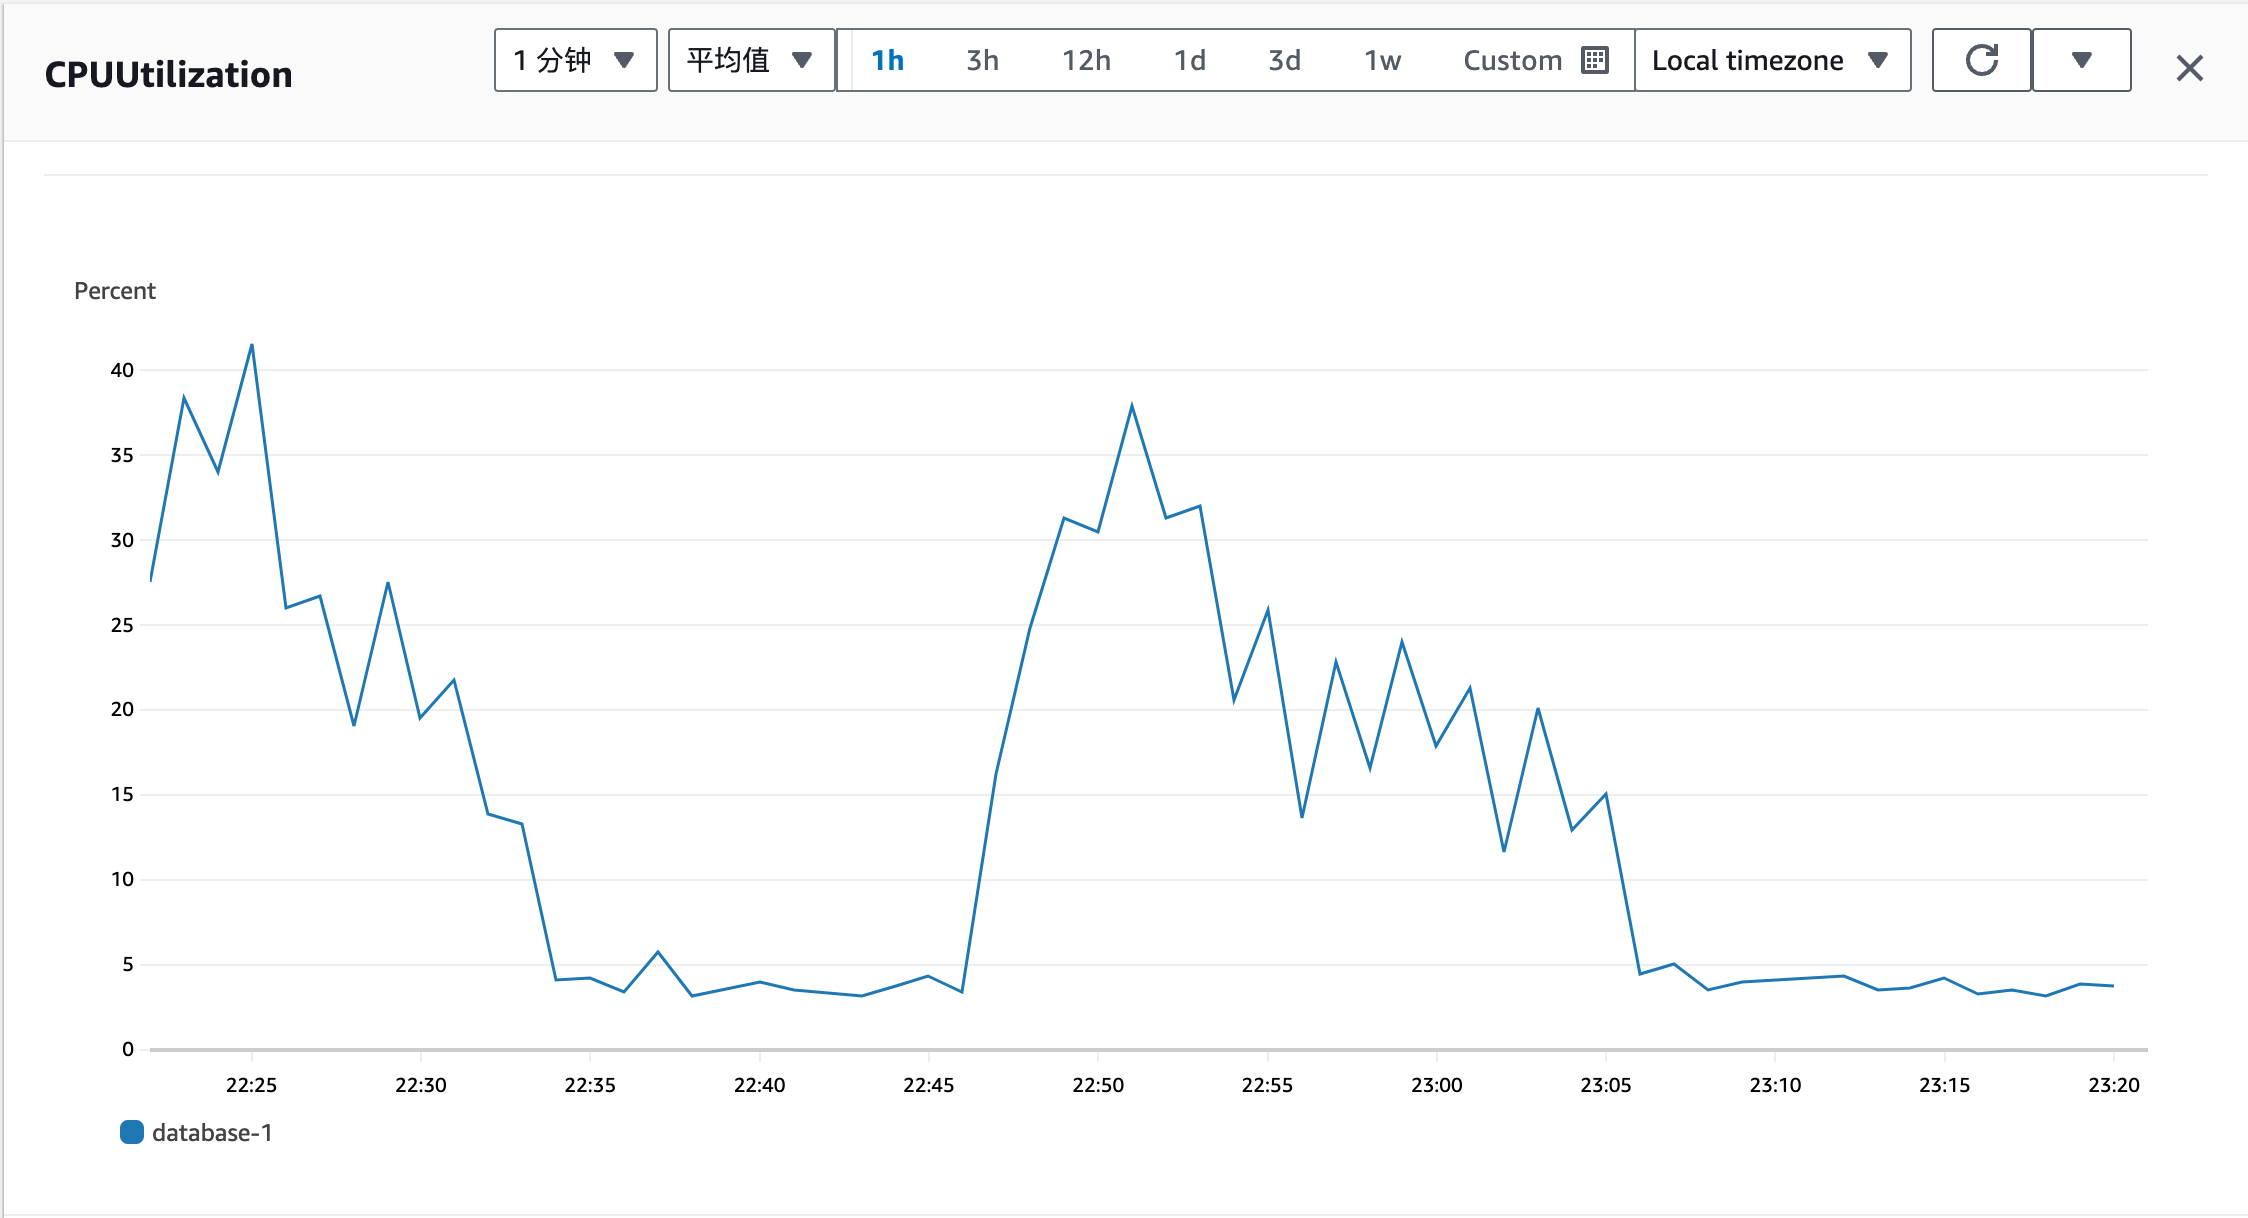 CPUUtilization
1 分钟
平均值
1h 3h 12h 1d 3d 1w Custom
Local timezone
Percent
40
35
30
25
20
15
10
5
0
22:25 22:30 22:35 22:40 22:45 22:50 22:55 23:00 23:05 23:10 23:15 23:20
database-1